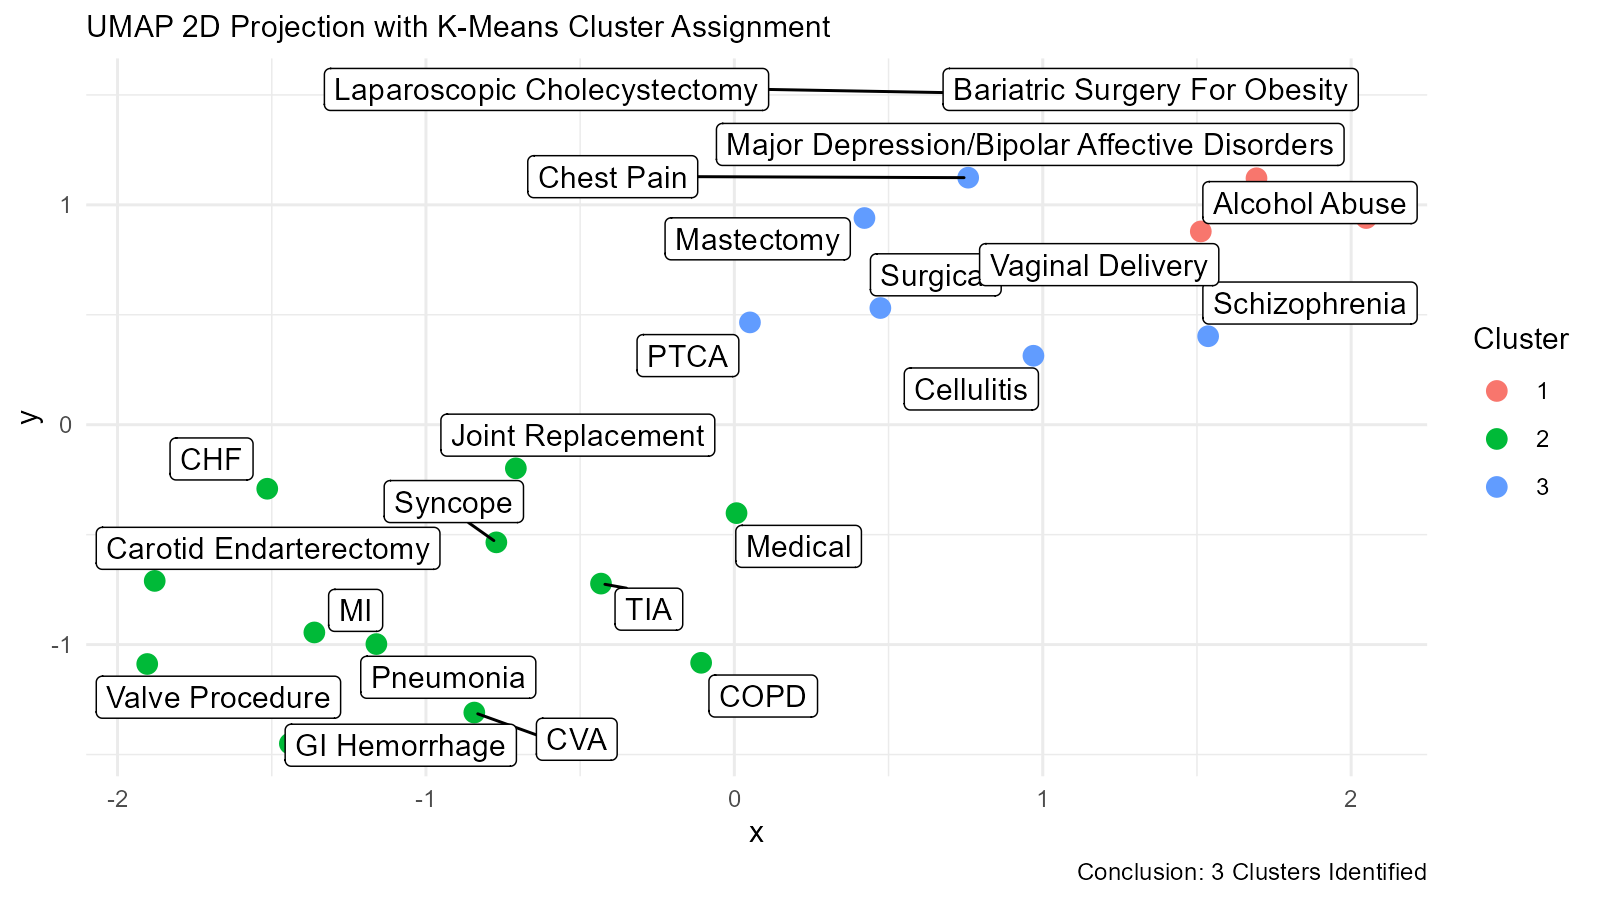 UMAP 2D Projection with K-Means Cluster Assignment
Laparoscopic Cholecystectomy
Bariatric Surgery For Obesity
Major Depression/Bipolar Affective Disorders
Chest Pain
Alcohol Abuse
Mastectomy
Vaginal Delivery
Schizophrenia
PTCA
Cellulitis
Joint Replacement
CHF
Syncope
Carotid Endarterectomy
Medical
MI
TIA
Pneumonia
Valve Procedure
COPD
GI Hemorrhage
CVA
1
0
-1
y
-2
-1
0
1
2
x
Cluster
1
2
3
Conclusion: 3 Clusters Identified